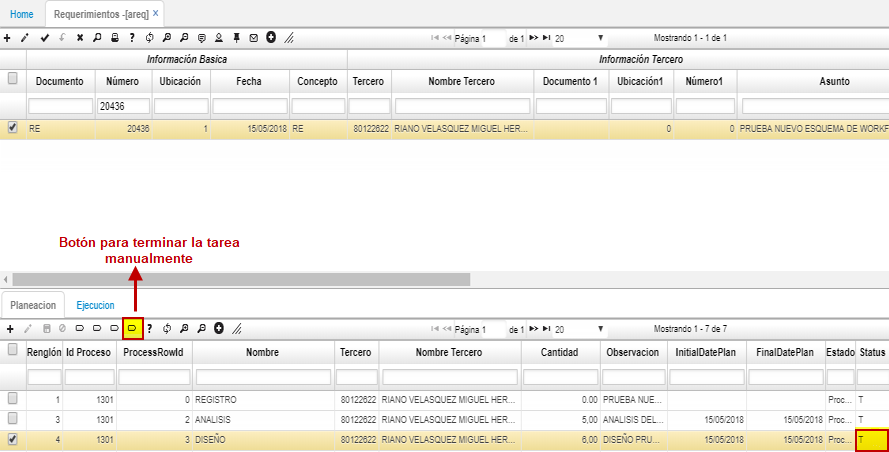 Home
Requerimientos -[areq] X
Página 1 de 1 20 Mostrando 1 - 1 de 1
Información Basica Información Tercero
Documento Número Ubicación Fecha Concepto Tercero Nombre Tercero Documento 1 Ubicación1 Número1 Asunto
20436
RE 20436 1 15/05/2018 RE 80122622 RIANO VELASQUEZ MIGUEL HER... 0 0 PRUEBA NUEVO ESQUEMA DE WORKF
Botón para terminar la tarea
manualmente
Planeacion Ejecucion
Página 1 de 1 20 Mostrando 1 - 7 de 7
Renglón Id Proceso ProcessRowId Nombre Tercero Nombre Tercero Cantidad Observacion InitialDatePlan FinalDatePlan Estado Status
1 1301 0 REGISTRO 80122622 RIANO VELASQUEZ MIGUEL HER... 0.00 PRUEBA NUE... Proc... T
3 1301 2 ANALISIS 80122622 RIANO VELASQUEZ MIGUEL HER... 5,00 ANALISIS DEL... 15/05/2018 15/05/2018 Proc... T
4 1301 3 DISEÑO 80122622 RIANO VELASQUEZ MIGUEL HER... 6,00 DISEÑO PRU... 15/05/2018 15/05/2018 Proc... T